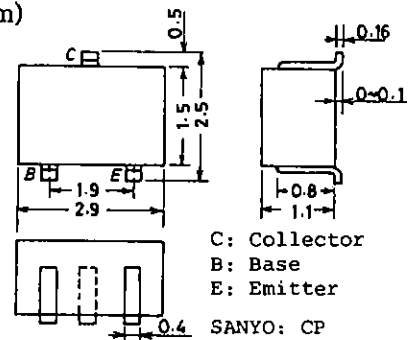 m)
C
0.5
1.5
2.5
B
E
1.9
2.9
0.16
0~0.1
0.8
1.1
0.4
C: Collector
B: Base
E: Emitter
SANYO: CP